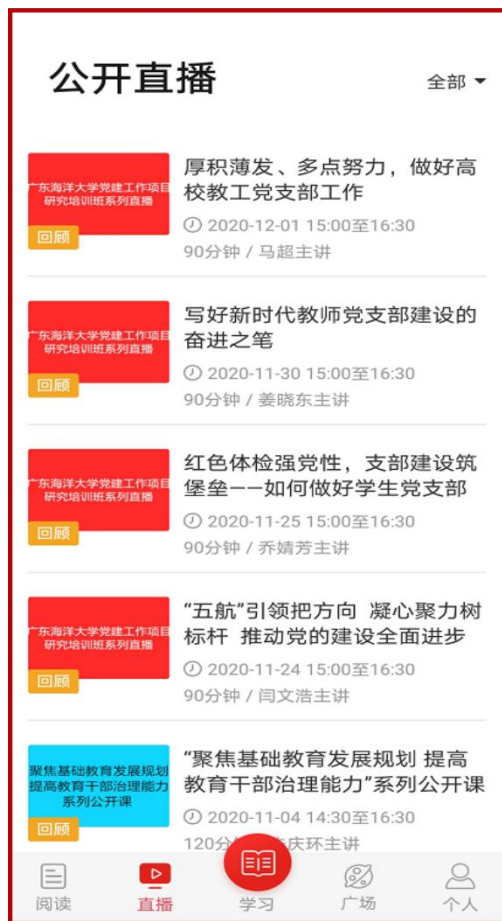 公开直播
全部
广东海洋大学党建工作项目
研究培训班系列直播
回顾
厚积薄发、多点努力，做好高
校教工党支部工作
2020-12-01 15:00至16:30
90分钟 / 马超主讲
广东海洋大学党建工作项目
研究培训班系列直播
回顾
写好新时代教师党支部建设的
奋进之笔
2020-11-30 15:00至16:30
90分钟 / 姜晓东主讲
广东海洋大学党建工作项目
研究培训班系列直播
回顾
红色体检强党性，支部建设筑
堡垒——如何做好学生党支部
2020-11-25 15:00至16:30
90分钟 / 乔婧芳主讲
广东海洋大学党建工作项目
研究培训班系列直播
回顾
“五航”引领把方向 凝心聚力树
标杆 推动党的建设全面进步
2020-11-24 15:00至16:30
90分钟 / 闫文浩主讲
聚焦基础教育发展规划
提高教育干部治理能力
系列公开课
回顾
“聚焦基础教育发展规划 提高
教育干部治理能力”系列公开课
2020-11-04 14:30至16:30
120分 庆环主讲
阅读
直播
学习
广场
个人